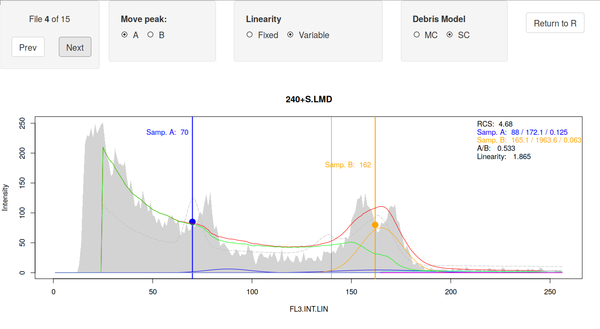 File 4 of 15
Prev Next
Move peak:
A B
Linearity
Fixed Variable
Debris Model
MC SC
Return to R
240+S.LMD
RCS: 4.68
Samp. A: 88 / 172.1 / 0.125
Samp. B: 165.1 / 1963.6 / 0.063
A/B: 0.533
Linearity: 1.865
Samp. A: 70
Samp. B: 162
Intensity
250
200
150
100
50
0
0 50 100 150 200 250
FL3.INT.LIN